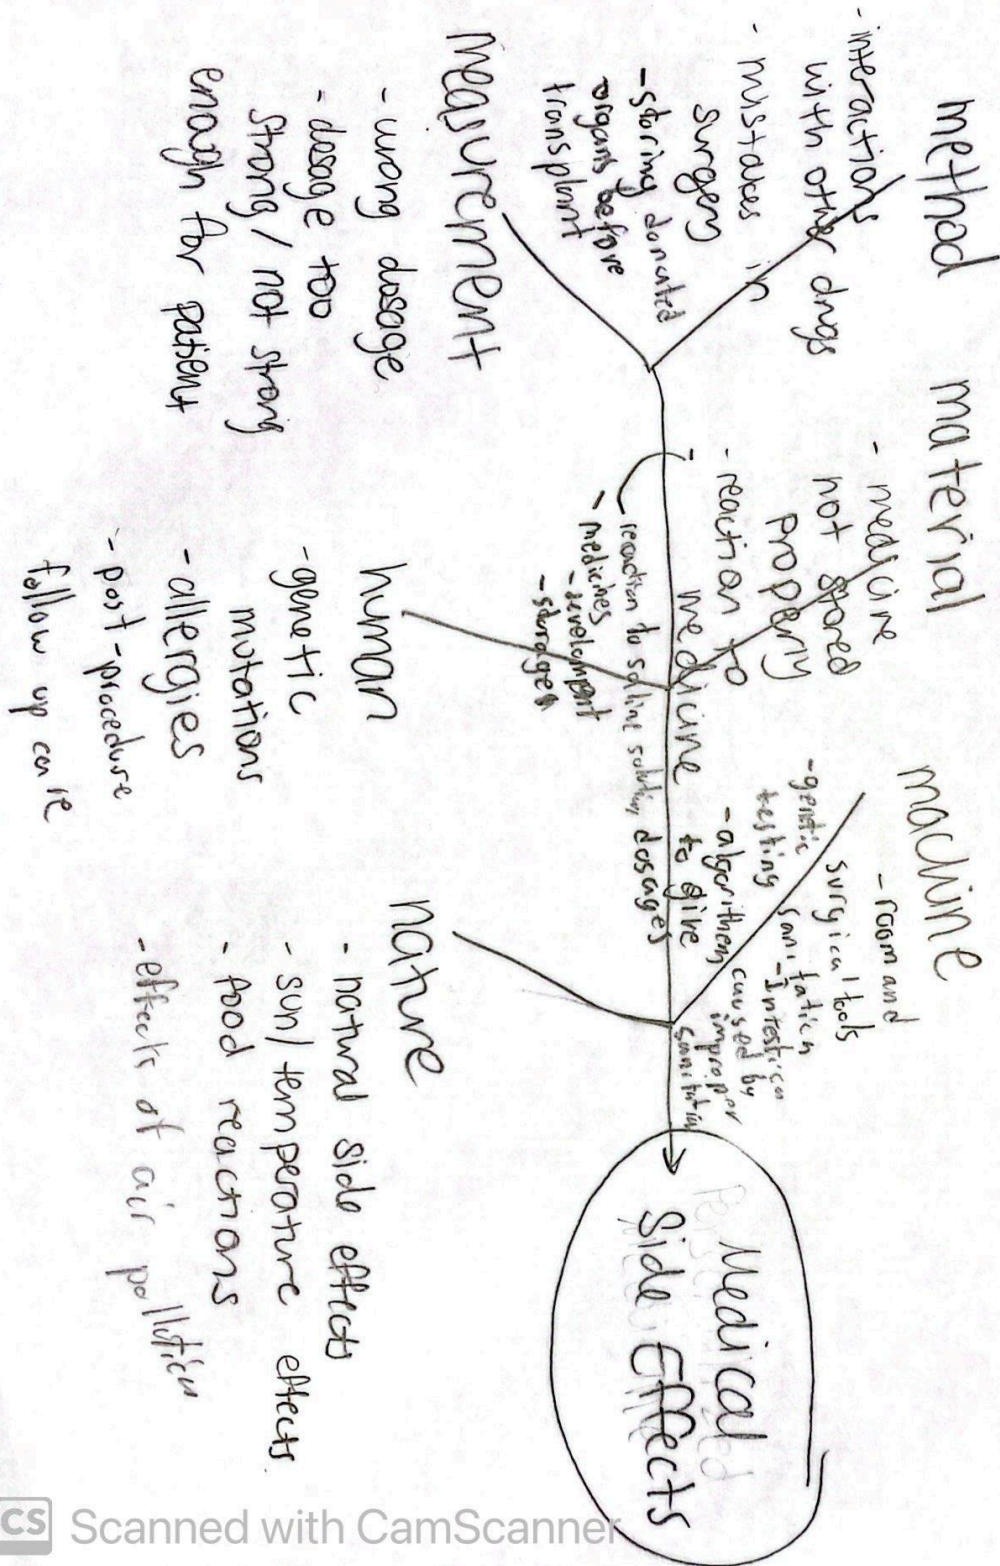 method
- interactions
with other drugs
- mistakes in
surgery
- storing donated
organs before
transplant
material
- medicine
not stored
properly
- reaction to
medicine
reaction to saline solution
- medicines
- development
- storage
machine
- room and
surgical tools
sanitation
- genetic
testing
- algorithm
to give
dosages
caused by
improper
Medical
Side Effects
measurement
- wrong dosage
- dosage too
strong / not strong
enough for patient
human
- genetic
mutations
- allergies
- post-procedure
follow up care
nature
- natural side effects
- sun/temperature effects
- food reactions
- effects of air pollution
CS Scanned with CamScanner